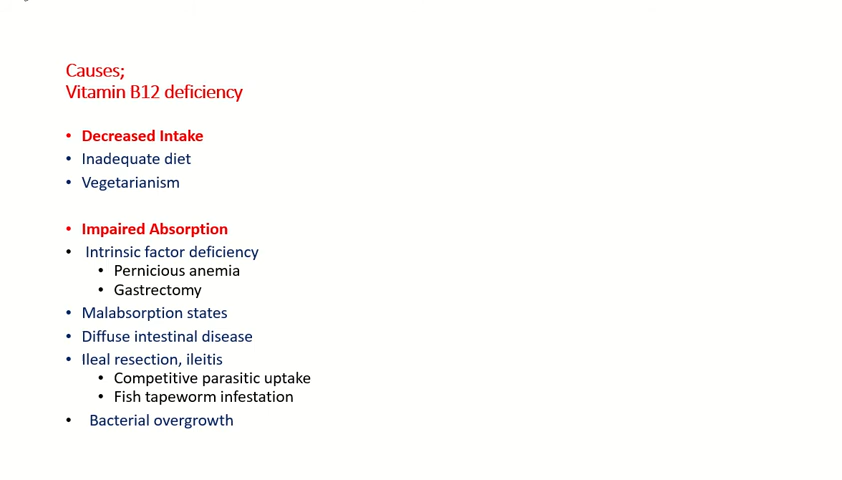 Causes;
Vitamin B12 deficiency
• Decreased Intake
• Inadequate diet
• Vegetarianism
• Impaired Absorption
• Intrinsic factor deficiency
• Pernicious anemia
• Gastrectomy
• Malabsorption states
• Diffuse intestinal disease
• Ileal resection, ileitis
• Competitive parasitic uptake
• Fish tapeworm infestation
• Bacterial overgrowth